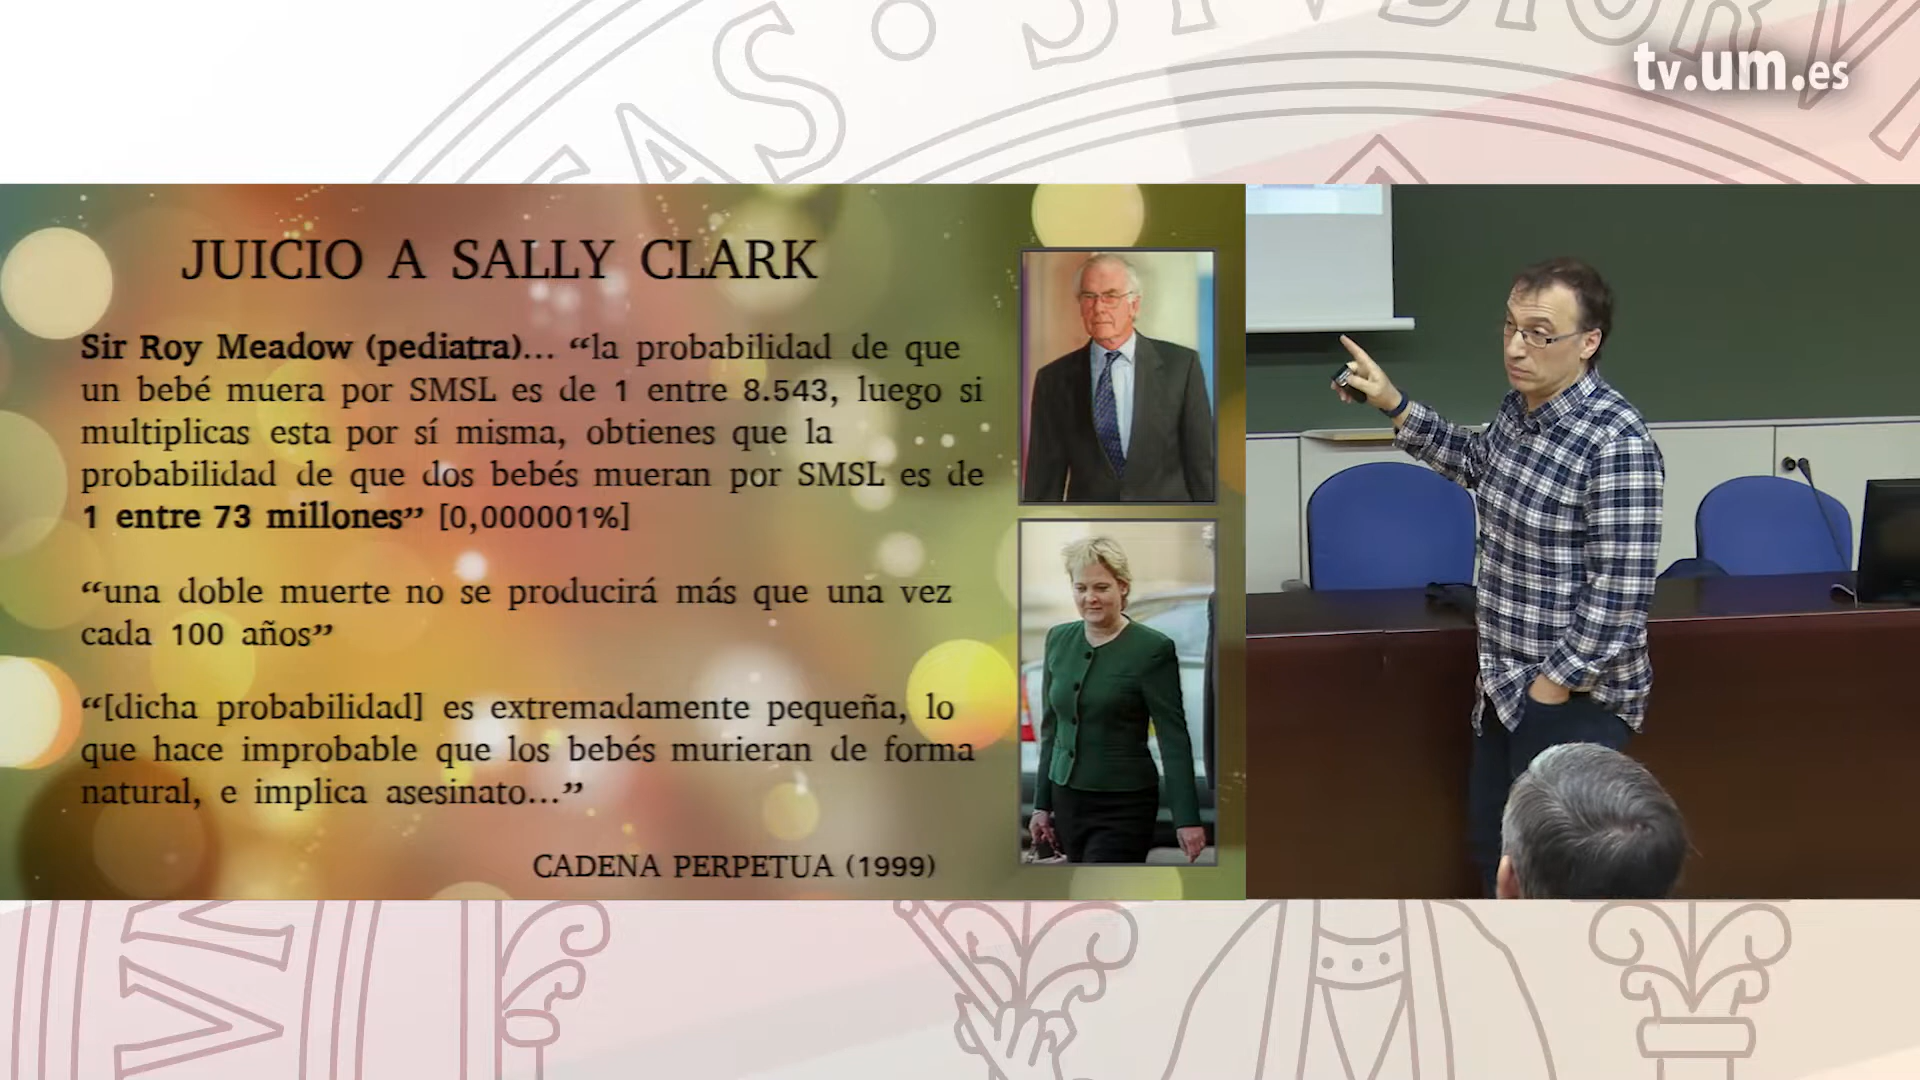 tv.um.es
JUICIO A SALLY CLARK
Sir Roy Meadow (pediatra)... “la probabilidad de que
un bebé muera por SMSL es de 1 entre 8.543, luego si
multiplicas esta por sí misma, obtienes que la
probabilidad de que dos bebés mueran por SMSL es de
1 entre 73 millones” [0,000001%]
“una doble muerte no se producirá más que una vez
cada 100 años”
“[dicha probabilidad] es extremadamente pequeña, lo
que hace improbable que los bebés murieran de forma
natural, e implica asesinato...”
CADENA PERPETUA (1999)